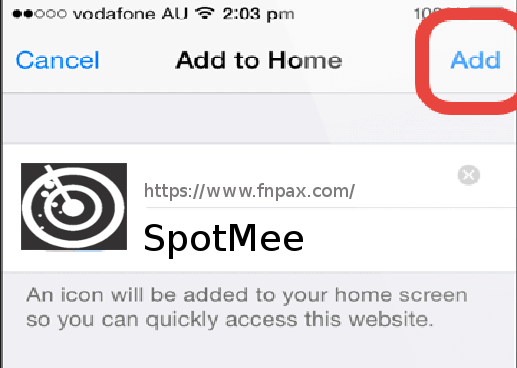 vodafone AU 2:03 pm
Cancel Add to Home Add
https://www.fnpax.com/
SpotMee
An icon will be added to your home screen
so you can quickly access this website.